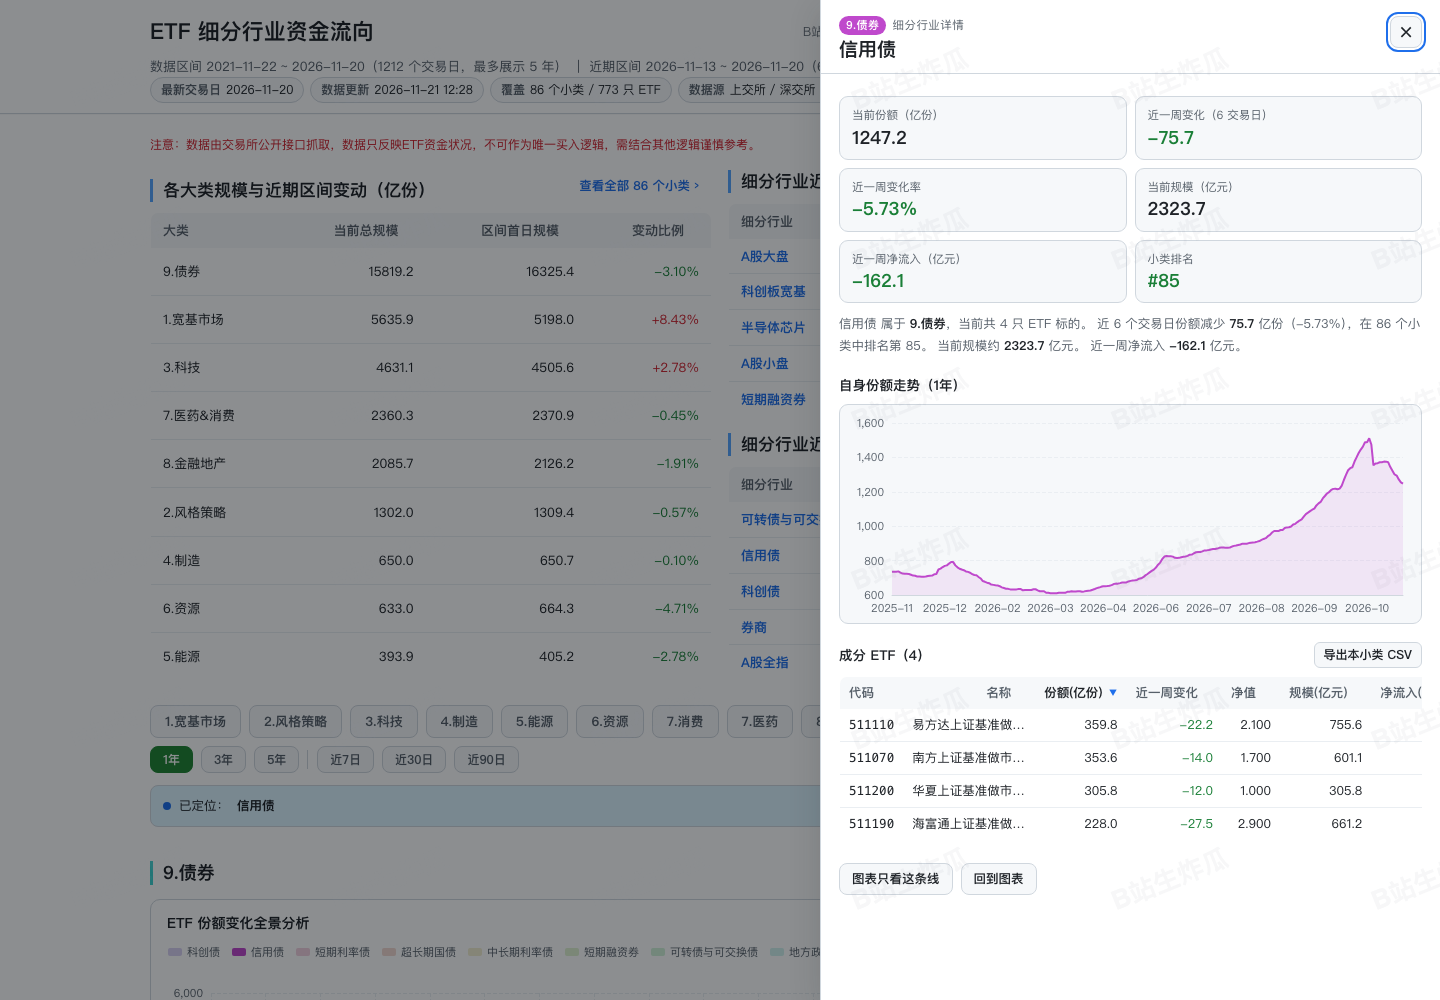 ETF 细分行业资金流向
B站
数据区间 2021-11-22 ~ 2026-11-20（1212 个交易日，最多展示 5 年） | 近期区间 2026-11-13 ~ 2026-11-20（6
最新交易日 2026-11-20 数据更新 2026-11-21 12:28 覆盖 86 个小类 / 773 只 ETF 数据源 上交所 / 深交所
注意：数据由交易所公开接口抓取，数据只反映ETF资金状况，不可作为唯一买入逻辑，需结合其他逻辑谨慎参考。
各大类规模与近期区间变动（亿份） 查看全部 86 个小类 ›
大类 当前总规模 区间首日规模 变动比例
9.债券 15819.2 16325.4 -3.10%
1.宽基市场 5635.9 5198.0 +8.43%
3.科技 4631.1 4505.6 +2.78%
7.医药&消费 2360.3 2370.9 -0.45%
8.金融地产 2085.7 2126.2 -1.91%
2.风格策略 1302.0 1309.4 -0.57%
4.制造 650.0 650.7 -0.10%
6.资源 633.0 664.3 -4.71%
5.能源 393.9 405.2 -2.78%
细分行业近
细分行业
A股大盘
科创板宽基
半导体芯片
A股小盘
短期融资券
细分行业近
细分行业
可转债与可交
信用债
科创债
券商
A股全指
1.宽基市场 2.风格策略 3.科技 4.制造 5.能源 6.资源 7.消费 7.医药 8
1年 3年 5年 近7日 近30日 近90日
已定位： 信用债
9.债券
ETF 份额变化全景分析
科创债 信用债 短期利率债 超长期国债 中长期利率债 短期融资券 可转债与可交换债 地方政
6,000
9.债券 细分行业详情
信用债
×
当前份额（亿份）
1247.2
近一周变化（6 交易日）
-75.7
近一周变化率
-5.73%
当前规模（亿元）
2323.7
近一周净流入（亿元）
-162.1
小类排名
#85
信用债 属于 9.债券，当前共 4 只 ETF 标的。 近 6 个交易日份额减少 75.7 亿份（-5.73%），在 86 个小
类中排名第 85。 当前规模约 2323.7 亿元。 近一周净流入 -162.1 亿元。
自身份额走势（1年）
1,600
1,400
1,200
1,000
800
600
2025-11 2025-12 2026-02 2026-03 2026-04 2026-06 2026-07 2026-08 2026-09 2026-10
成分 ETF（4） 导出本小类 CSV
代码 名称 份额(亿份) ▼ 近一周变化 净值 规模(亿元) 净流入(
511110 易方达上证基准做… 359.8 -22.2 2.100 755.6
511070 南方上证基准做市… 353.6 -14.0 1.700 601.1
511200 华夏上证基准做市… 305.8 -12.0 1.000 305.8
511190 海富通上证基准做… 228.0 -27.5 2.900 661.2
图表只看这条线 回到图表
B站生炸瓜